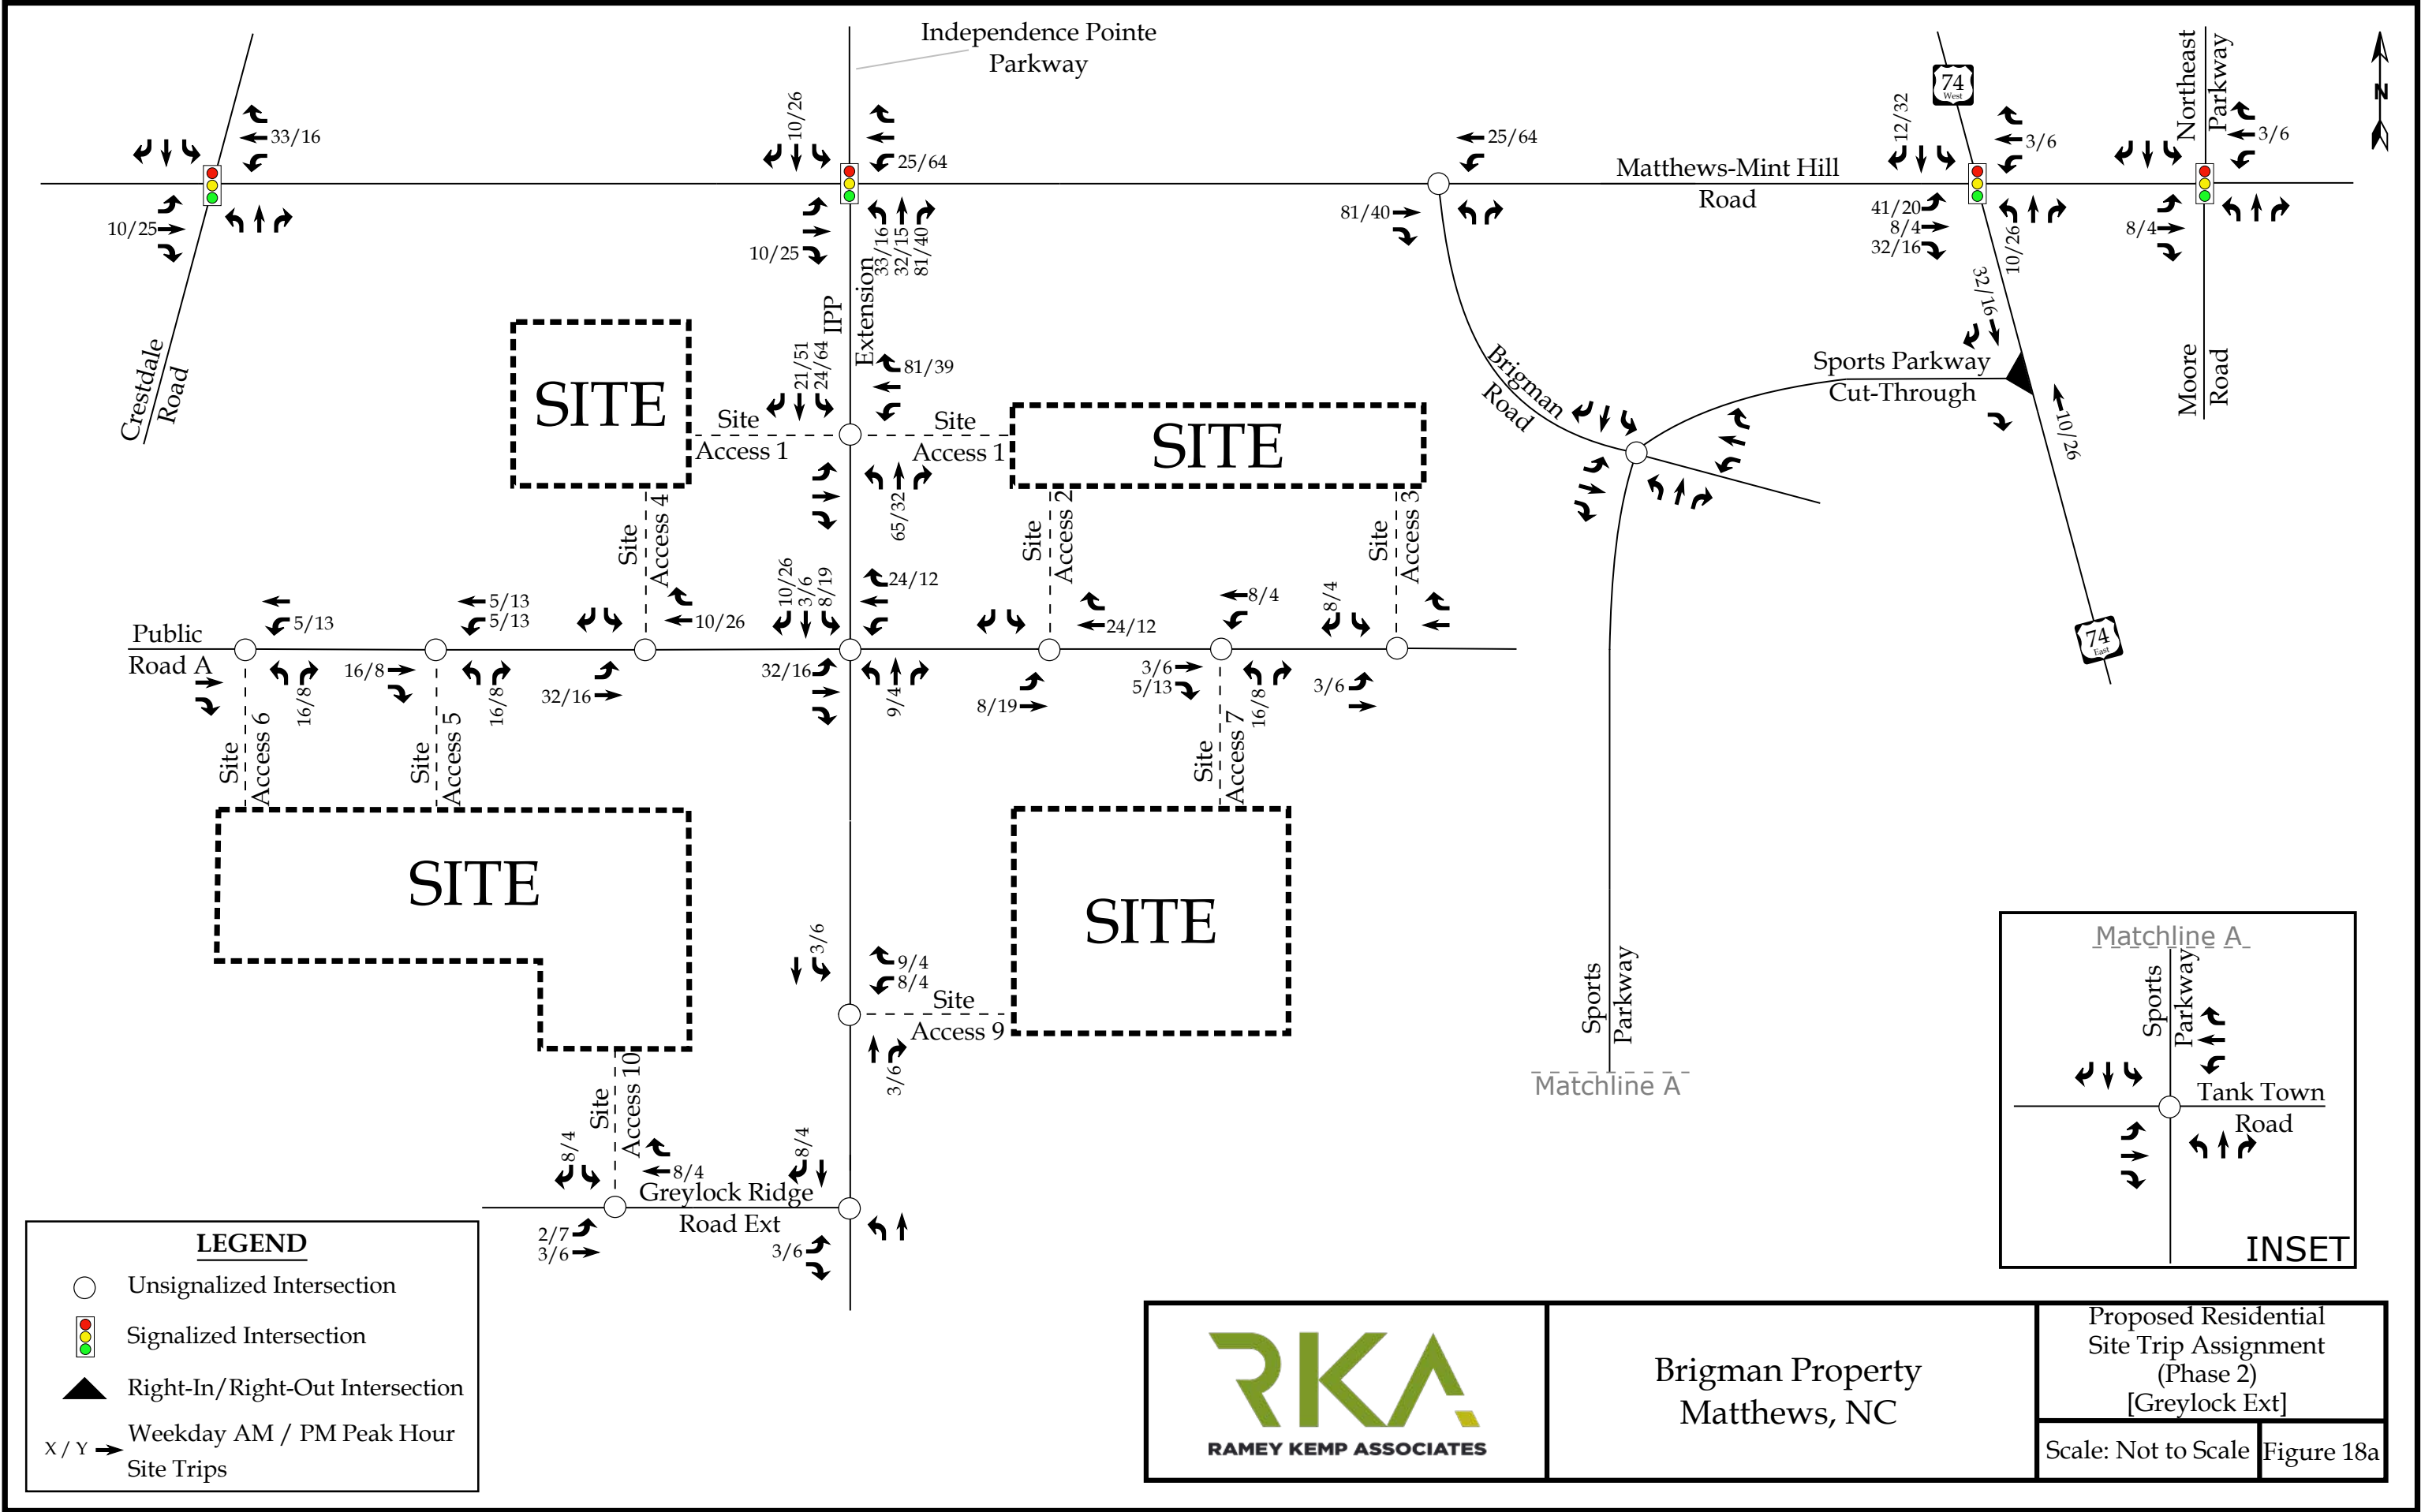 Independence Pointe
Parkway
74
West
Northeast
Parkway
N
33/16
10/26
25/64
25/64
12/32
3/6
3/6
Matthews-Mint Hill
Road
10/25
10/25
33/16
32/15
81/40
81/40
41/20
8/4
32/16
10/26
8/4
Crestdale
Road
IPP
Extension
32/16
Moore
Road
SITE
21/51
24/64
81/39
Brigman
Road
Sports Parkway
Cut-Through
10/26
Site
Access 1
Site
Access 1
SITE
65/32
Site
Access 4
Site
Access 2
Site
Access 3
5/13
5/13
5/13
10/26
10/26
3/6
8/19
24/12
24/12
8/4
8/4
Public
Road A
16/8
16/8
16/8
32/16
32/16
9/4
8/19
3/6
5/13
16/8
3/6
74
East
Site
Access 6
Site
Access 5
Site
Access 7
SITE
SITE
3/6
9/4
8/4
Site
Access 9
3/6
Sports
Parkway
Matchline A
Matchline A
Sports
Parkway
Tank Town
Road
INSET
Site
Access 10
8/4
8/4
8/4
Greylock Ridge
Road Ext
2/7
3/6
3/6
LEGEND
Unsignalized Intersection
Signalized Intersection
Right-In/Right-Out Intersection
X / Y
Weekday AM / PM Peak Hour
Site Trips
RKA
RAMEY KEMP ASSOCIATES
Brigman Property
Matthews, NC
Proposed Residential
Site Trip Assignment
(Phase 2)
[Greylock Ext]
Scale: Not to Scale
Figure 18a